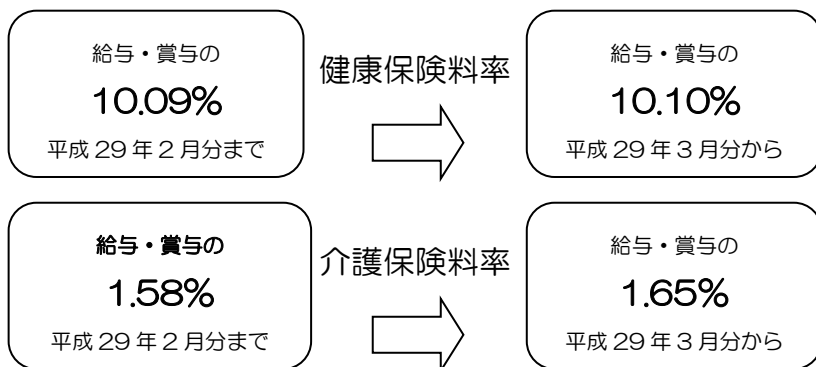 給与・賞与の
10.09%
平成 29 年 2 月分まで
健康保険料率
給与・賞与の
10.10%
平成 29 年 3 月分から
給与・賞与の
1.58%
平成 29 年 2 月分まで
介護保険料率
給与・賞与の
1.65%
平成 29 年 3 月分から